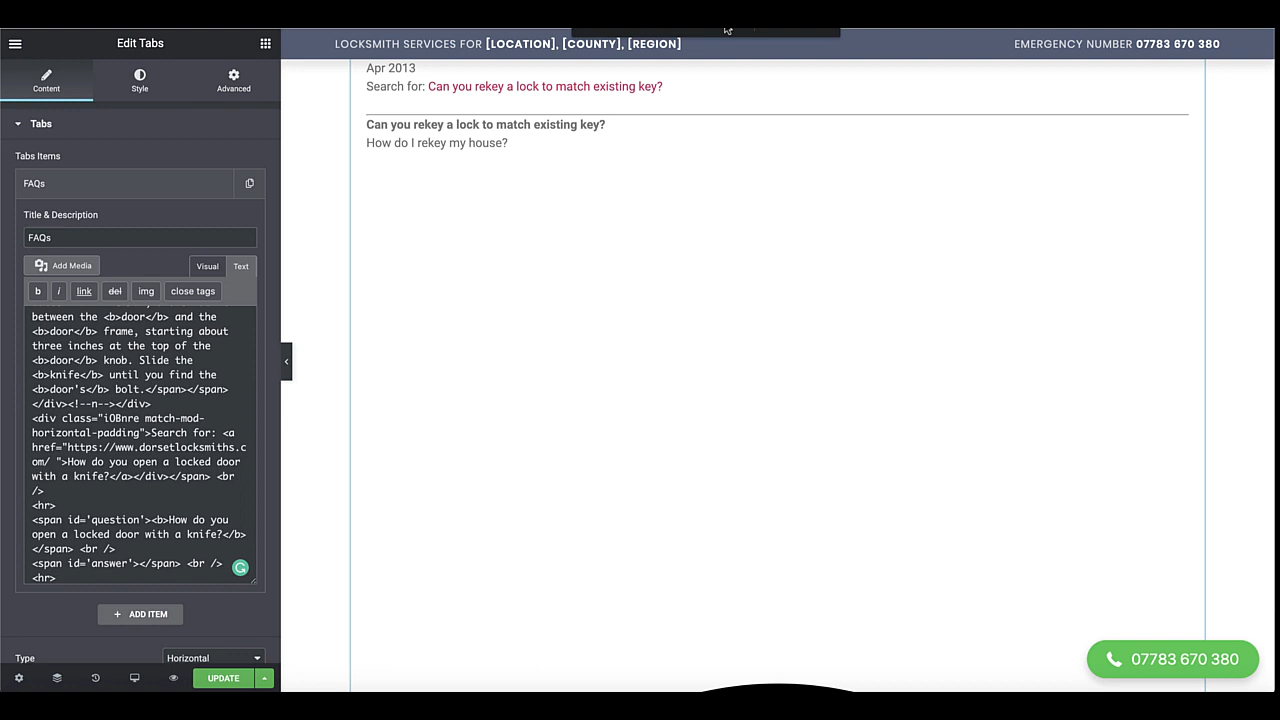 Edit Tabs
LOCKSMITH SERVICES FOR [LOCATION], [COUNTY], [REGION]
EMERGENCY NUMBER 07783 670 380
Content
Style
Advanced
Tabs
Tabs Items
FAQs
Title & Description
FAQs
Add Media
Visual
Text
b
i
link
del
img
close tags
between the <b>door</b> and the
<b>door</b> frame, starting about
three inches at the top of the
<b>door</b> knob. Slide the
<b>knife</b> until you find the
<b>door's</b> bolt.</span></span>
</div><!--n--></div>
<div class="iOBnre match-mod-
horizontal-padding">Search for: <a
href="https://www.dorsetlocksmiths.c
om/ ">How do you open a locked door
with a knife?</a></div></span> <br
/>
<hr>
<span id='question'><b>How do you
open a locked door with a knife?</b>
</span> <br />
<span id='answer'></span> <br />
<hr>
+ ADD ITEM
Type
Horizontal
UPDATE
Apr 2013
Search for: Can you rekey a lock to match existing key?
Can you rekey a lock to match existing key?
How do I rekey my house?
07783 670 380